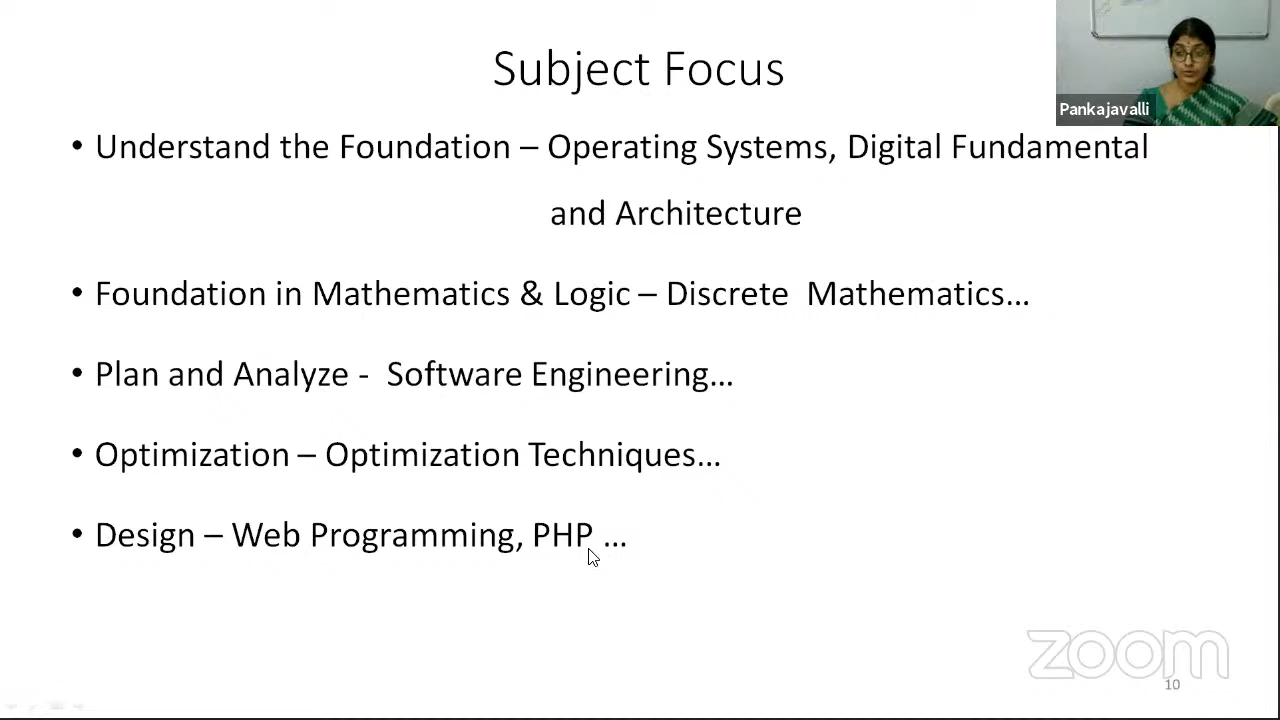 Subject Focus
Pankajavalli
• Understand the Foundation – Operating Systems, Digital Fundamental
and Architecture
• Foundation in Mathematics & Logic – Discrete  Mathematics...
• Plan and Analyze -  Software Engineering...
• Optimization – Optimization Techniques...
• Design – Web Programming, PHP ...
zoom
10